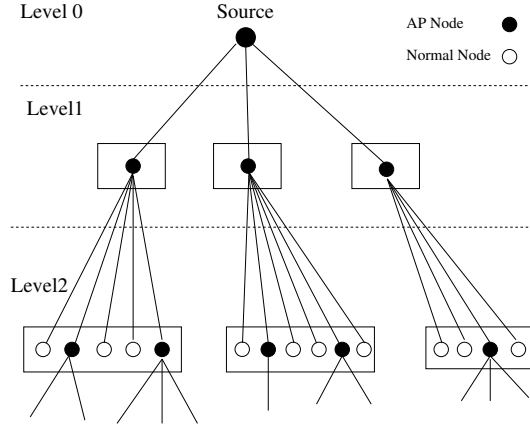 Level 0
Source
AP Node
Normal Node
Level1
Level2